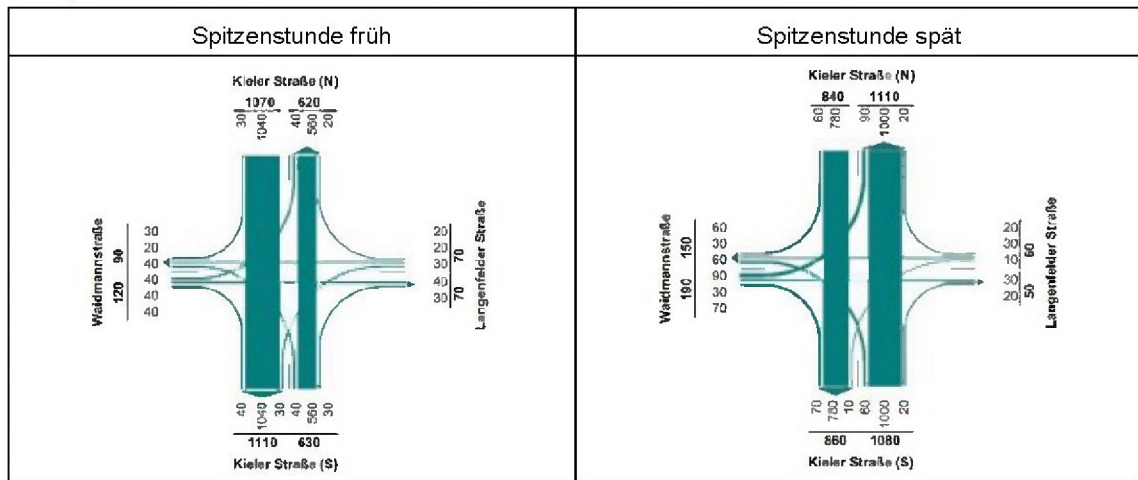 Spitzenstunde früh
Spitzenstunde spät
Kieler Straße (N)
1070 620
30 1040 40 560 20
Waidmannstraße
90
120
30
20
40
40
40
40
20
20
30
40
30
70
70
Langenfelder Straße
40 1040 30 40 560 30
1110 630
Kieler Straße (S)
Kieler Straße (N)
840 1110
60 780 90 1000 20
Waidmannstraße
150
190
60
30
60
90
30
70
20
30
10
30
20
60
50
Langenfelder Straße
70 780 10 60 1000 20
860 1080
Kieler Straße (S)